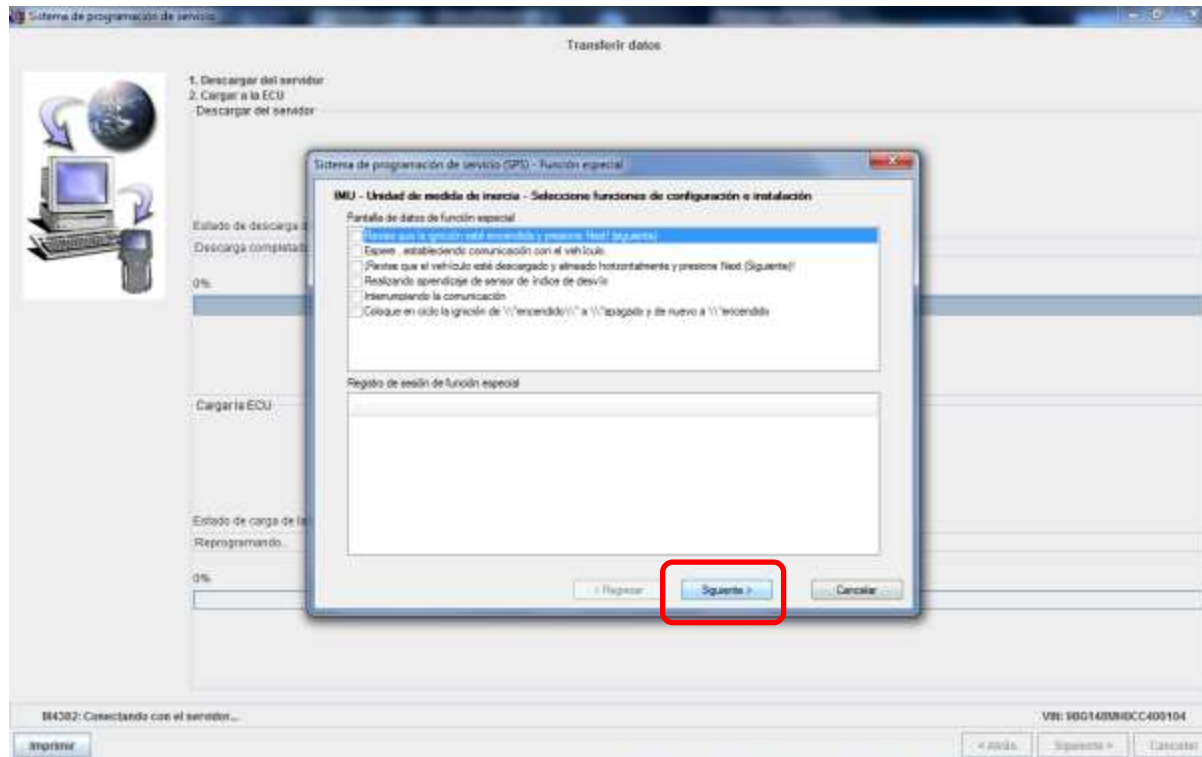 Sistema de programación de servicio
Transferir datos
1. Descargar del servidor
2. Cargar a la ECU
Descargar del servidor
Sistema de programación de servicio (SPS) - Función especial
IMU - Unidad de medida de inercia - Seleccione funciones de configuración e instalación
Pantalla de datos de función especial
¡Revise que la ignición esté encendida y presione Next! (siguiente)
Espere.. estableciendo comunicación con el vehículo.
¡Revise que el vehículo esté descargado y alineado horizontalmente y presione Next (Siguiente)!
Realizando aprendizaje de sensor de índice de desvío
Interrumpiendo la comunicación
Coloque en ciclo la ignición de \\"encendido\\" a \\"apagado y de nuevo a \\"encendido
Estado de descarga
Descarga completada
0%
Registro de sesión de función especial
Cargar la ECU
Estado de carga de la
Reprogramando..
0%
< Regresar
Siguiente >
Cancelar
Conectando con el servidor...
VIN:
Imprimir
< Atrás
Siguiente >
Cancelar